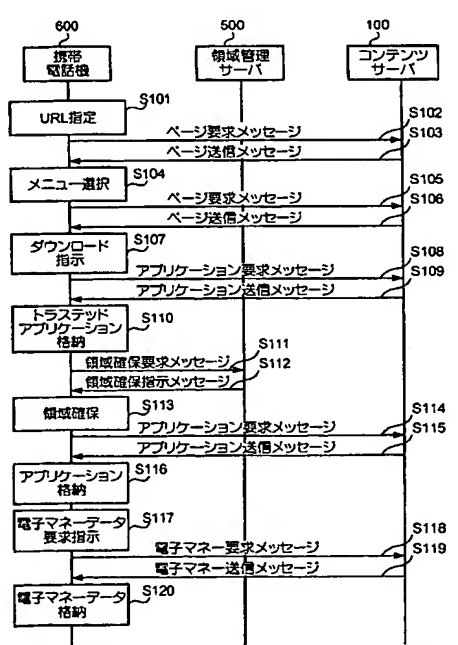 600
500
100
携帯
電話機
領域管理
サーバ
コンテンツ
サーバ
S101
URL指定
S102
ページ要求メッセージ
S103
ページ送信メッセージ
S104
メニュー選択
S105
ページ要求メッセージ
S106
ページ送信メッセージ
S107
ダウンロード
指示
S108
アプリケーション要求メッセージ
S109
アプリケーション送信メッセージ
S110
トラステッド
アプリケーション
格納
S111
領域確保要求メッセージ
S112
領域確保指示メッセージ
S113
領域確保
S114
アプリケーション要求メッセージ
S115
アプリケーション送信メッセージ
S116
アプリケーション
格納
S117
電子マネーデータ
要求指示
S118
電子マネー要求メッセージ
S119
電子マネー送信メッセージ
S120
電子マネーデータ
格納